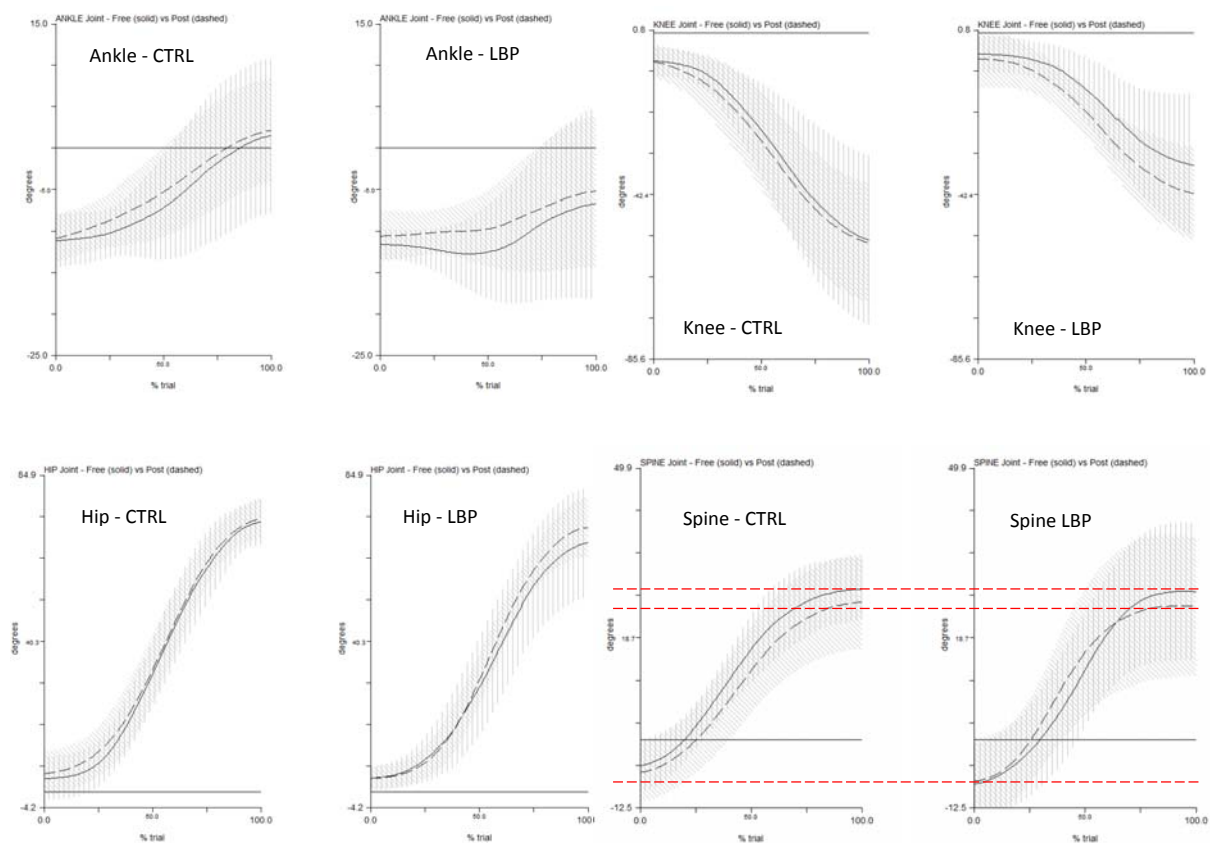 ANKLE Joint - Free (solid) vs Post (dashed)
15.0
Ankle - CTRL
degrees
-5.0
-25.0
0.0
50.0
100.0
% trial
ANKLE Joint - Free (solid) vs Post (dashed)
15.0
Ankle - LBP
degrees
-5.0
-25.0
0.0
50.0
100.0
% trial
KNEE Joint - Free (solid) vs Post (dashed)
0.8
degrees
-42.4
Knee - CTRL
-85.6
0.0
50.0
100.0
% trial
KNEE Joint - Free (solid) vs Post (dashed)
0.8
degrees
-42.4
Knee - LBP
-85.6
0.0
50.0
100.0
% trial
HIP Joint - Free (solid) vs Post (dashed)
84.9
Hip - CTRL
degrees
40.3
-4.2
0.0
50.0
100.0
% trial
HIP Joint - Free (solid) vs Post (dashed)
84.9
Hip - LBP
degrees
40.3
-4.2
0.0
50.0
100.0
% trial
SPINE Joint - Free (solid) vs Post (dashed)
49.9
Spine - CTRL
degrees
18.7
-12.5
0.0
50.0
100.0
% trial
SPINE Joint - Free (solid) vs Post (dashed)
49.9
Spine LBP
degrees
18.7
-12.5
0.0
50.0
100.0
% trial